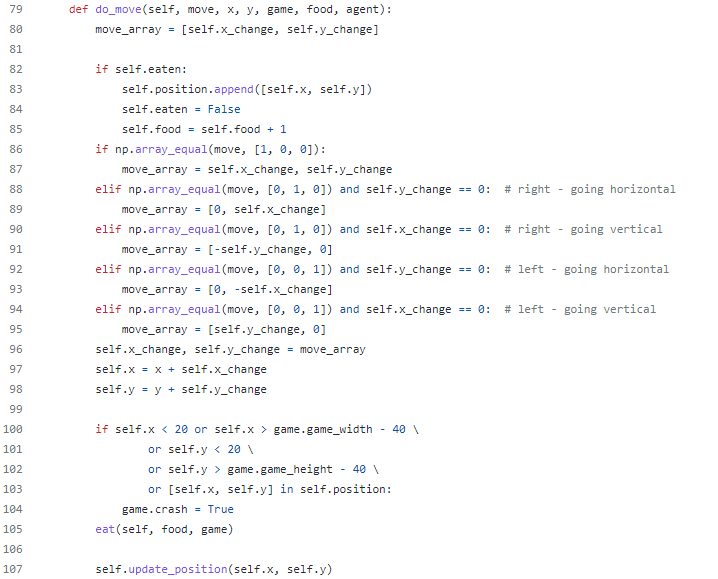 79 def do_move(self, move, x, y, game, food, agent):
80 move_array = [self.x_change, self.y_change]
81
82 if self.eaten:
83 self.position.append([self.x, self.y])
84 self.eaten = False
85 self.food = self.food + 1
86 if np.array_equal(move, [1, 0, 0]):
87 move_array = self.x_change, self.y_change
88 elif np.array_equal(move, [0, 1, 0]) and self.y_change == 0:  # right - going horizontal
89 move_array = [0, self.x_change]
90 elif np.array_equal(move, [0, 1, 0]) and self.x_change == 0:  # right - going vertical
91 move_array = [-self.y_change, 0]
92 elif np.array_equal(move, [0, 0, 1]) and self.y_change == 0:  # left - going horizontal
93 move_array = [0, -self.x_change]
94 elif np.array_equal(move, [0, 0, 1]) and self.x_change == 0:  # left - going vertical
95 move_array = [self.y_change, 0]
96 self.x_change, self.y_change = move_array
97 self.x = x + self.x_change
98 self.y = y + self.y_change
99
100 if self.x < 20 or self.x > game.game_width - 40 \
101 or self.y < 20 \
102 or self.y > game.game_height - 40 \
103 or [self.x, self.y] in self.position:
104 game.crash = True
105 eat(self, food, game)
106
107 self.update_position(self.x, self.y)